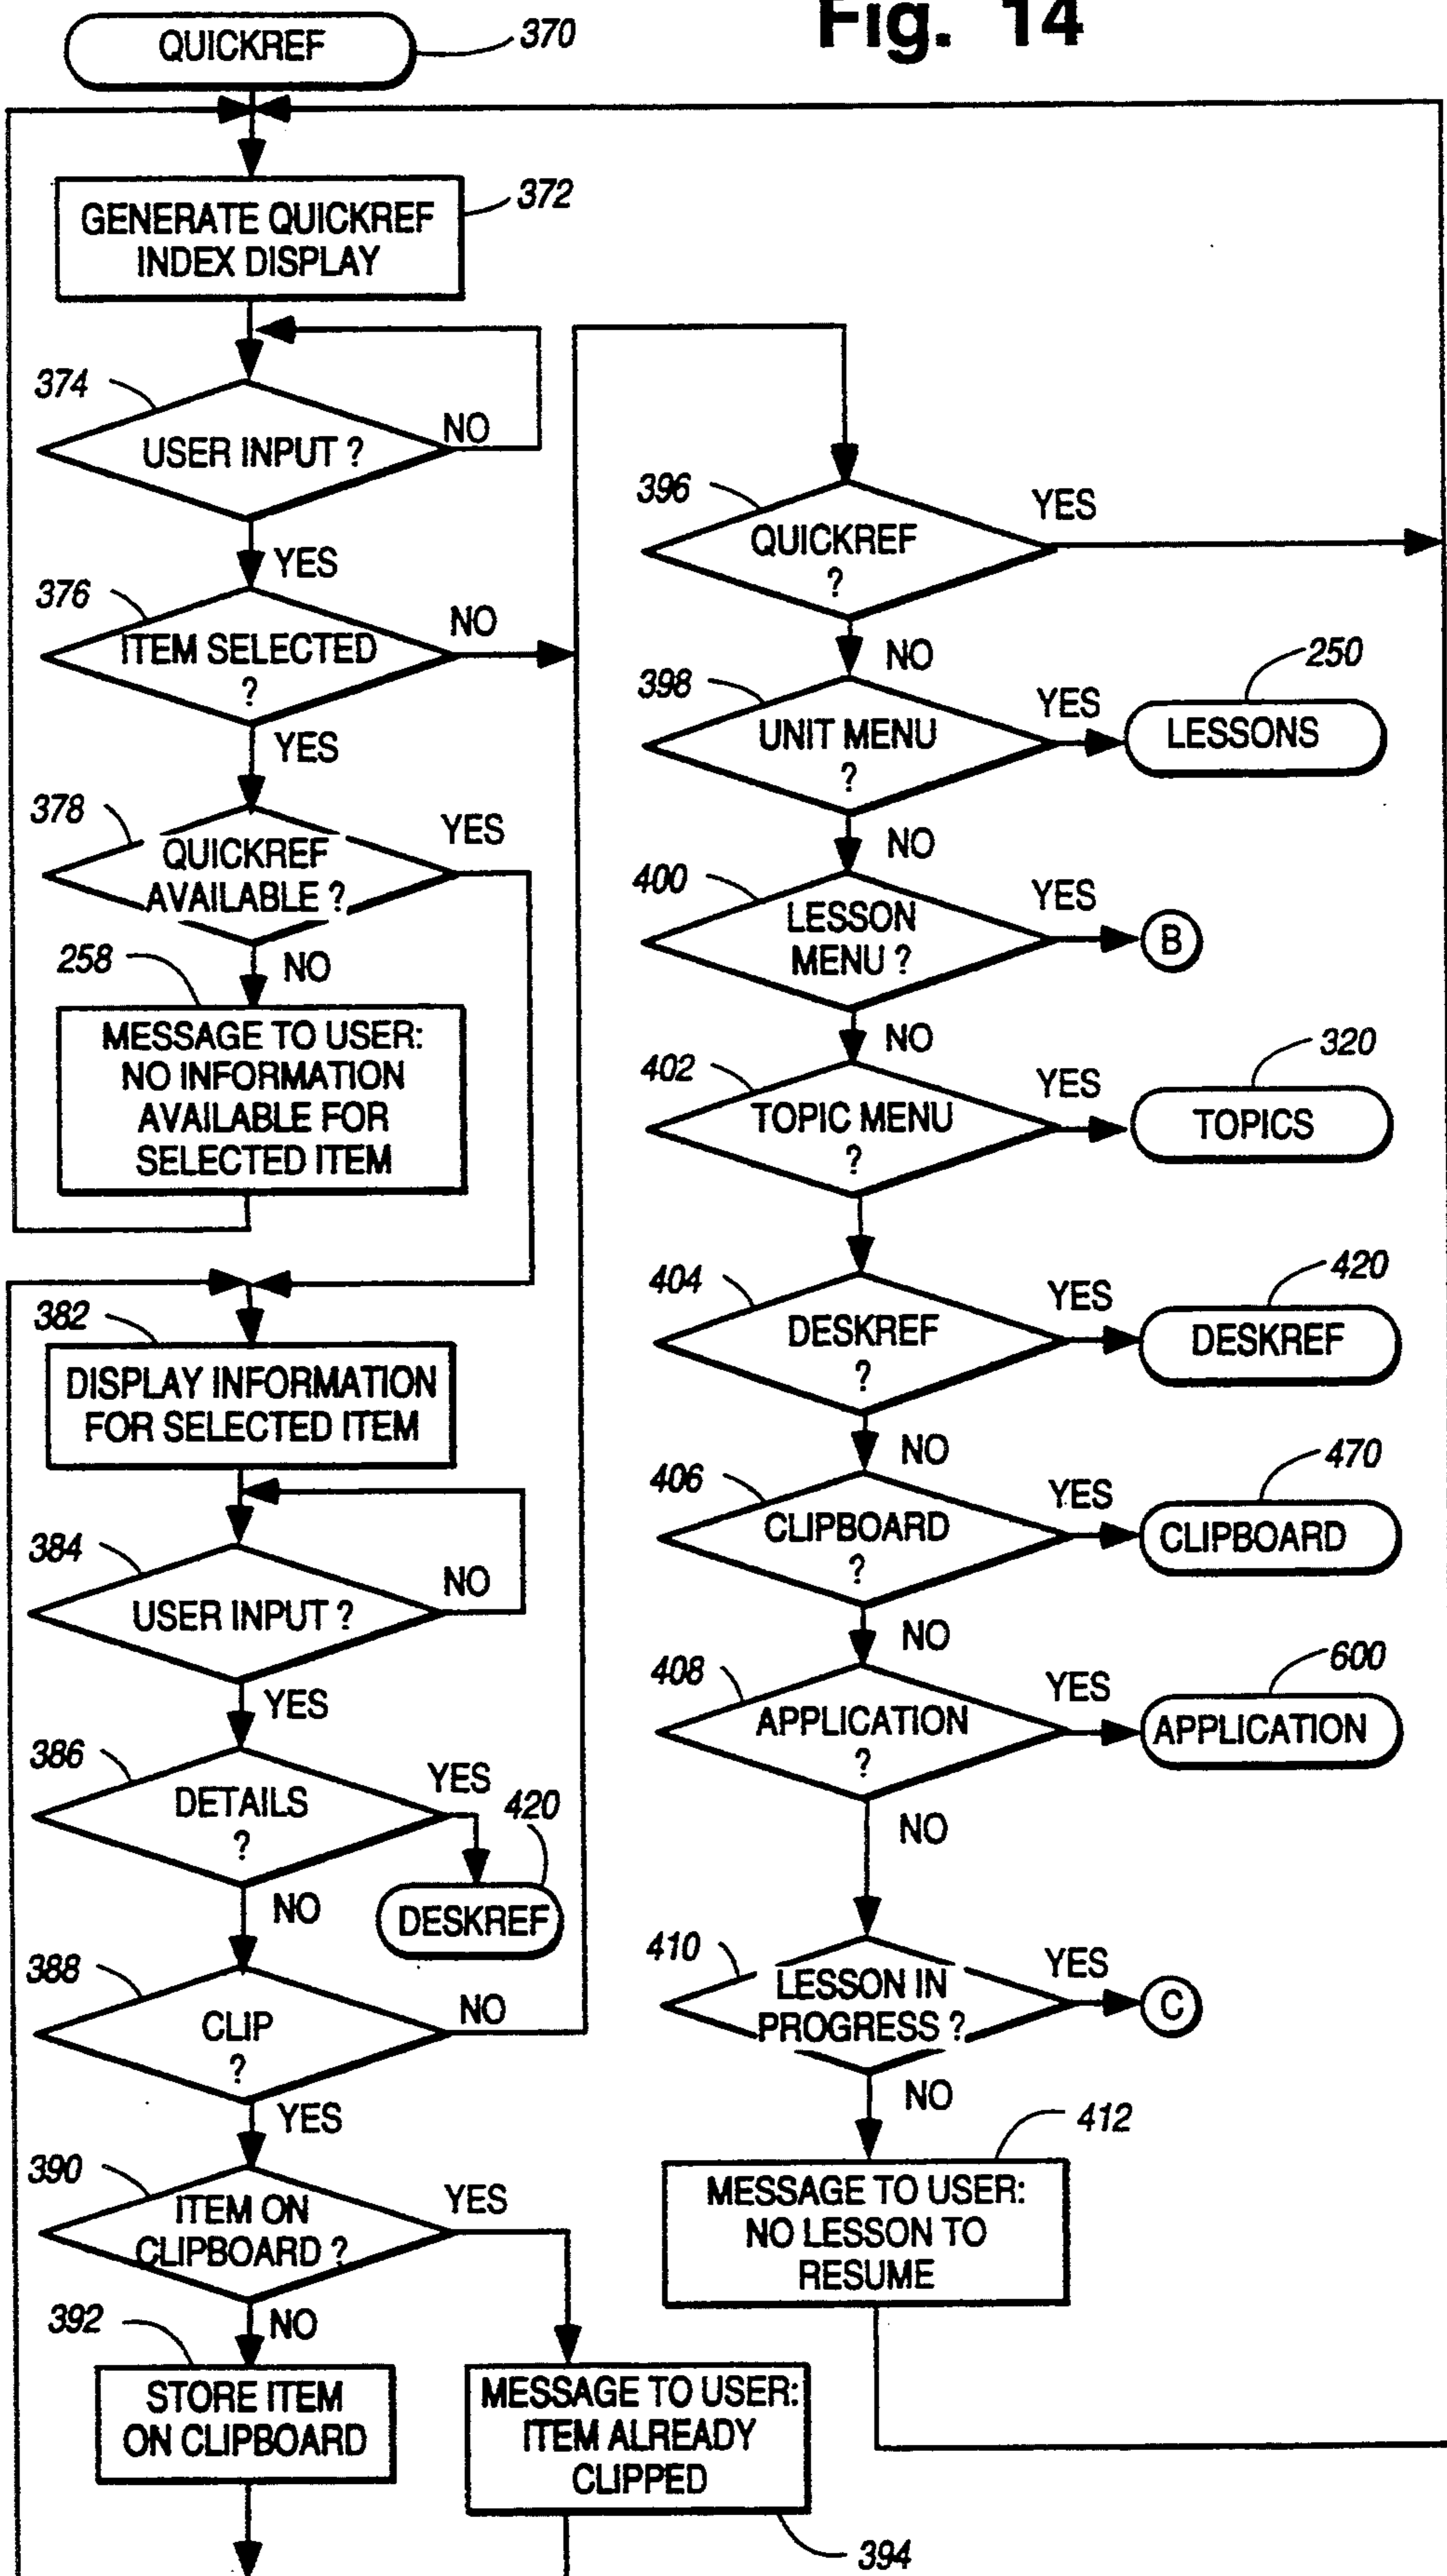 Fig. 14
QUICKREF
370
GENERATE QUICKREF
INDEX DISPLAY
372
374
USER INPUT ?
NO
YES
376
ITEM SELECTED
?
NO
YES
378
QUICKREF
AVAILABLE ?
YES
NO
258
MESSAGE TO USER:
NO INFORMATION
AVAILABLE FOR
SELECTED ITEM
382
DISPLAY INFORMATION
FOR SELECTED ITEM
384
USER INPUT ?
NO
YES
386
DETAILS
?
YES
420
DESKREF
NO
388
CLIP
?
NO
YES
390
ITEM ON
CLIPBOARD ?
YES
NO
392
STORE ITEM
ON CLIPBOARD
MESSAGE TO USER:
ITEM ALREADY
CLIPPED
394
396
QUICKREF
?
YES
NO
398
UNIT MENU
?
YES
250
LESSONS
NO
400
LESSON
MENU ?
YES
B
NO
402
TOPIC MENU
?
YES
320
TOPICS
404
DESKREF
?
YES
420
DESKREF
NO
406
CLIPBOARD
?
YES
470
CLIPBOARD
NO
408
APPLICATION
?
YES
600
APPLICATION
NO
410
LESSON IN
PROGRESS ?
YES
C
NO
412
MESSAGE TO USER:
NO LESSON TO
RESUME